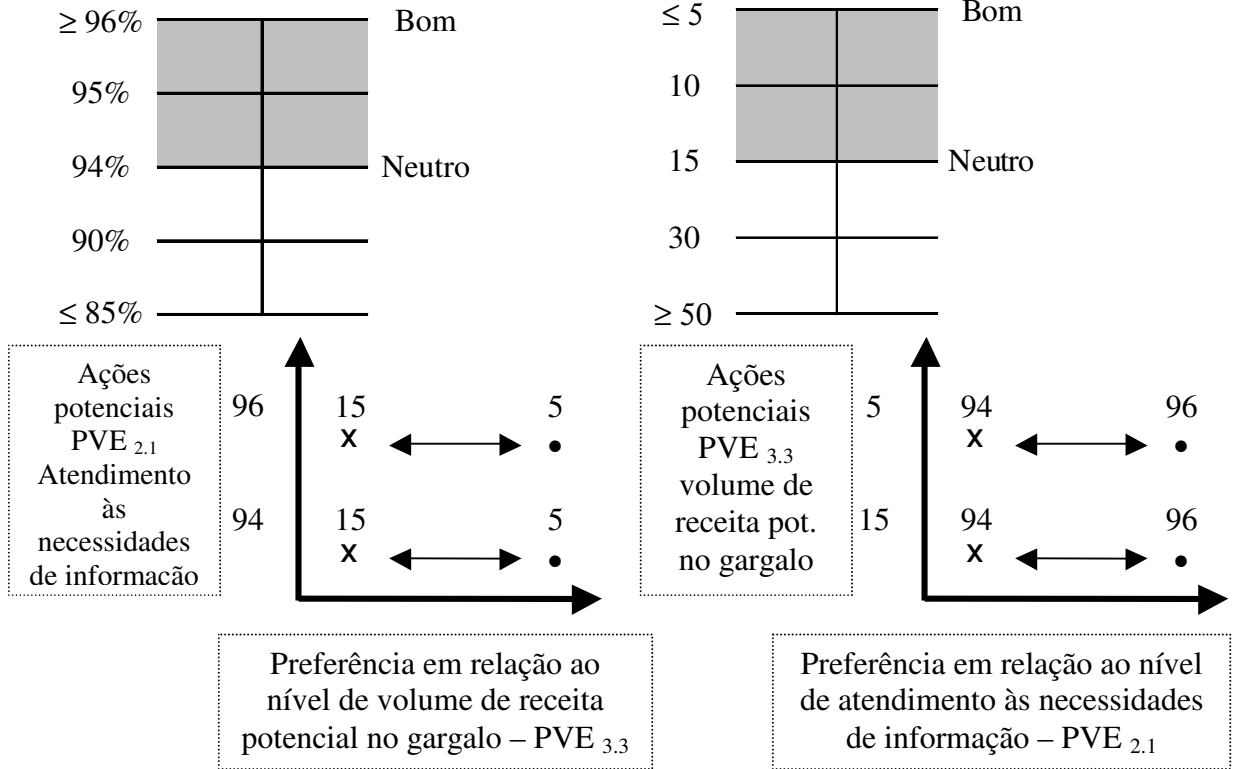 ≥ 96% Bom
95%
94% Neutro
90%
≤ 85%
≤ 5 Bom
10
15 Neutro
30
≥ 50
Ações
potenciais
PVE 2.1
Atendimento
às
necessidades
de informacão
96 15 5
x
94 15 5
x
Preferência em relação ao
nível de volume de receita
potencial no gargalo – PVE 3.3
Ações
potenciais
PVE 3.3
volume de
receita pot.
no gargalo
5 94 96
x
15 94 96
x
Preferência em relação ao nível
de atendimento às necessidades
de informação – PVE 2.1